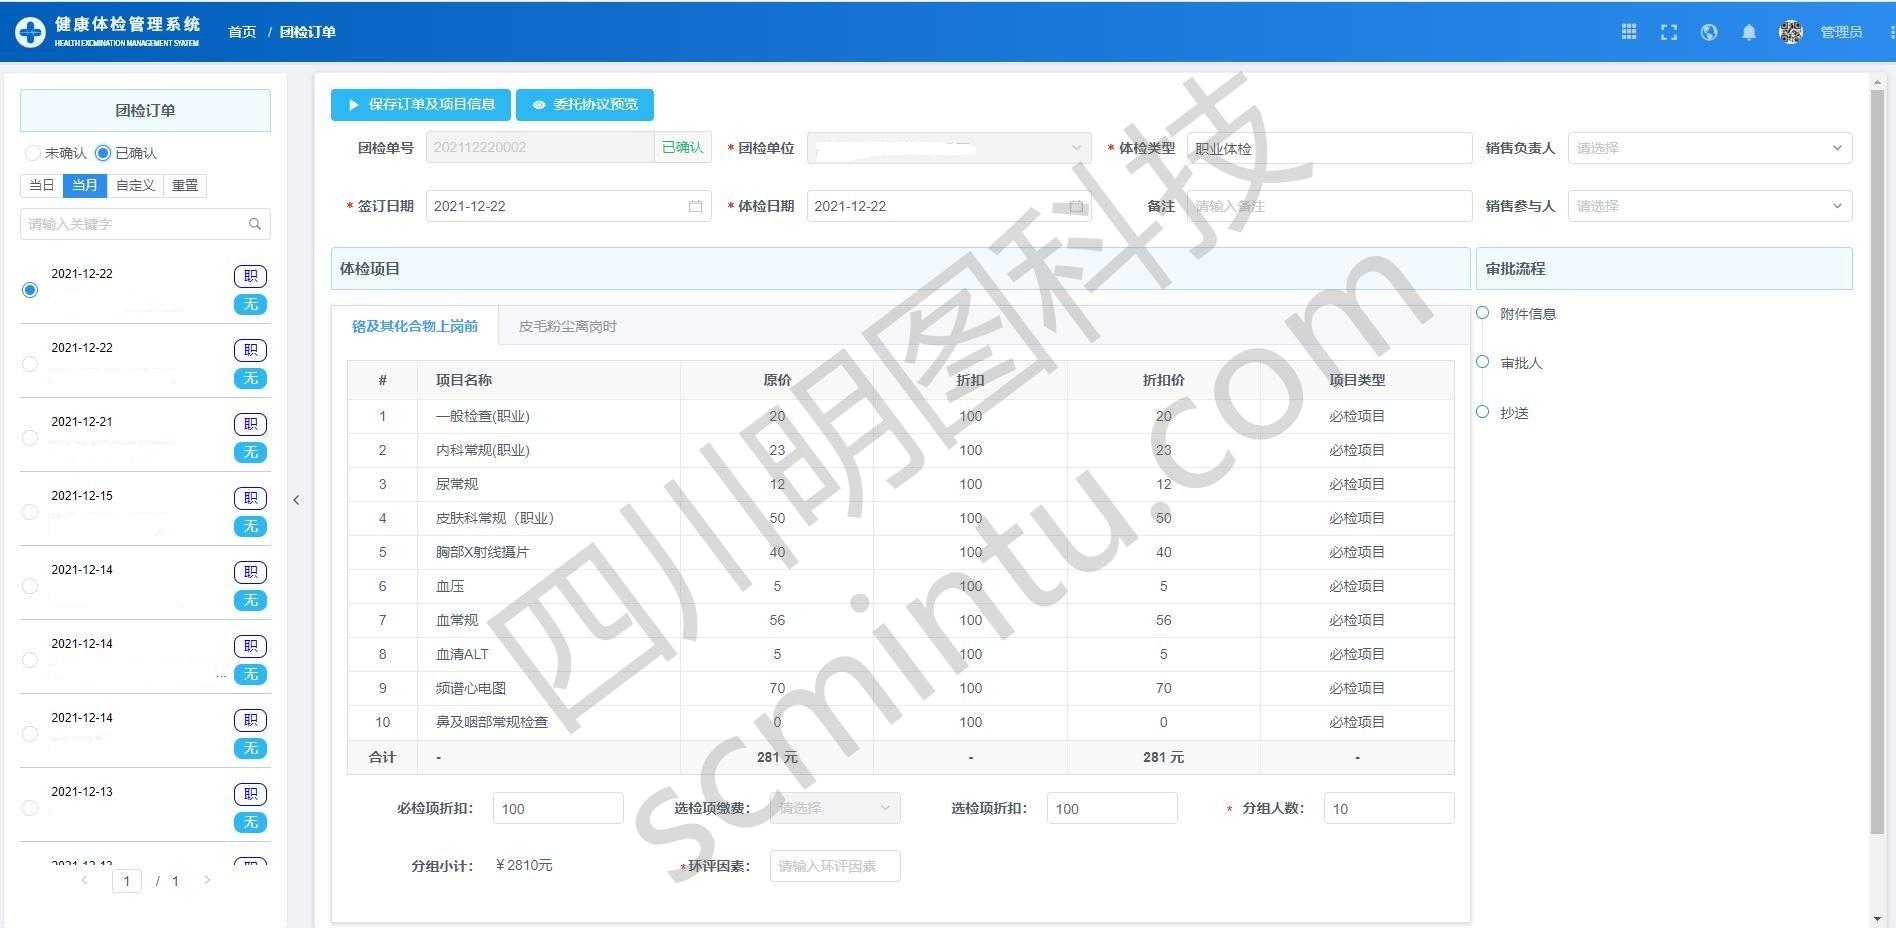 健康体检管理系统
HEALTH EXCMINATION MANAGEMENT SYATEM
首页 / 团检订单
管理员
团检订单
未确认 已确认
当日 当月 自定义 重置
请输入关键字
2021-12-22 职
无
2021-12-22 职
无
2021-12-21 职
无
2021-12-15 职
无
2021-12-14 职
无
2021-12-14 职
... 无
2021-12-14 职
无
2021-12-13 职
无
1 / 1
保存订单及项目信息 委托协议预览
团检单号 202112220002 已确认 * 团检单位 * 体检类型 职业体检 销售负责人 请选择
* 签订日期 2021-12-22 * 体检日期 2021-12-22 备注 请输入备注 销售参与人 请选择
体检项目
审批流程
铬及其化合物上岗前 皮毛粉尘离岗时
附件信息
审批人
抄送
# 项目名称 原价 折扣 折扣价 项目类型
1 一般检查(职业) 20 100 20 必检项目
2 内科常规(职业) 23 100 23 必检项目
3 尿常规 12 100 12 必检项目
4 皮肤科常规（职业） 50 100 50 必检项目
5 胸部X射线摄片 40 100 40 必检项目
6 血压 5 100 5 必检项目
7 血常规 56 100 56 必检项目
8 血清ALT 5 100 5 必检项目
9 频谱心电图 70 100 70 必检项目
10 鼻及咽部常规检查 0 100 0 必检项目
合计 - 281 元 - 281 元 -
必检项折扣： 100 选检项缴费： 请选择 选检项折扣： 100 * 分组人数： 10
分组小计： ￥2810元 *环评因素： 请输入环评因素
四川明图科技
scmintu.com